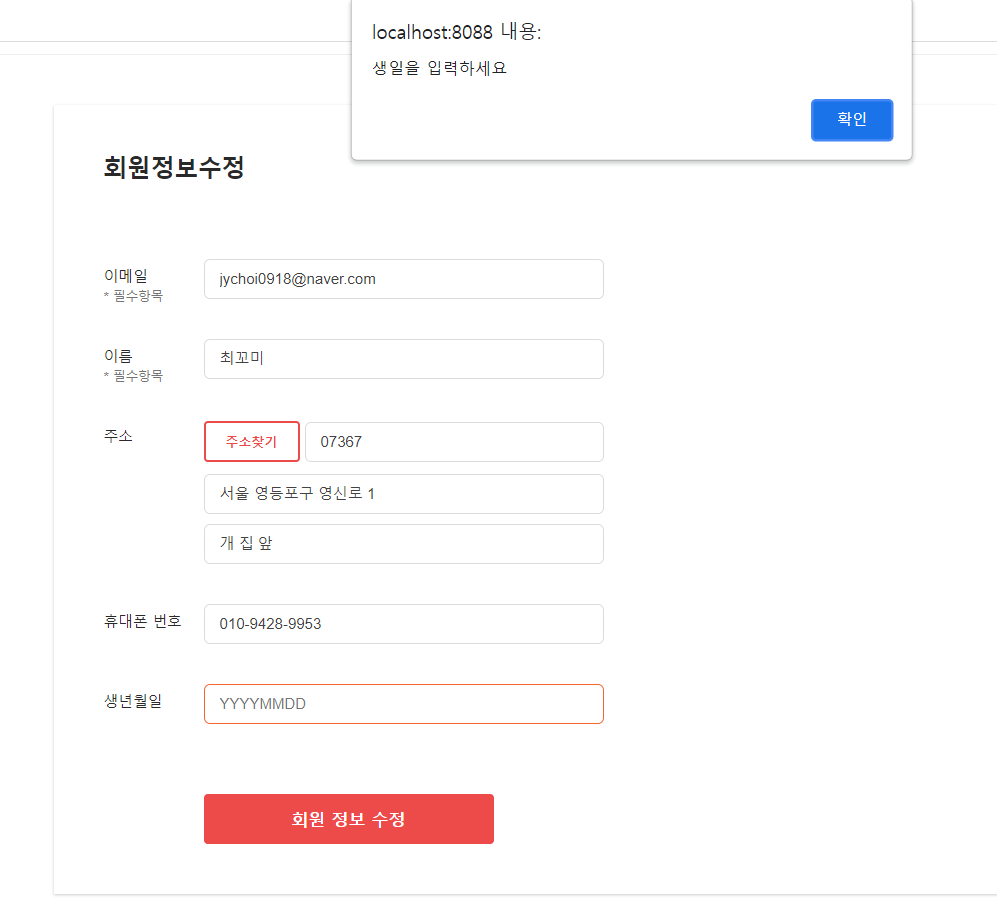 localhost:8088 내용:
생일을 입력하세요
확인
회원정보수정
이메일
* 필수항목
jychoi0918@naver.com
이름
* 필수항목
최꼬미
주소
주소찾기
07367
서울 영등포구 영신로 1
개 집 앞
휴대폰 번호
010-9428-9953
생년월일
YYYYMMDD
회원 정보 수정